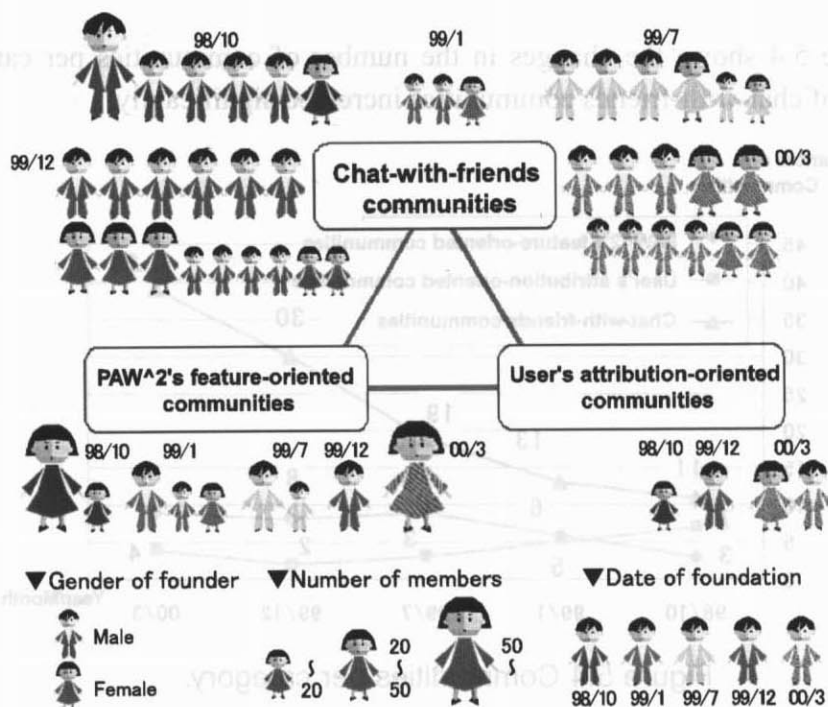 98/10
99/1
99/7
99/12
Chat-with-friends
communities
00/3
PAW^2's feature-oriented
communities
User's attribution-oriented
communities
98/10
99/1
99/7
99/12
00/3
98/10
99/12
00/3
▼Gender of founder
▼Number of members
▼Date of foundation
Male
Female
20
20
50
50
98/10
99/1
99/7
99/12
00/3